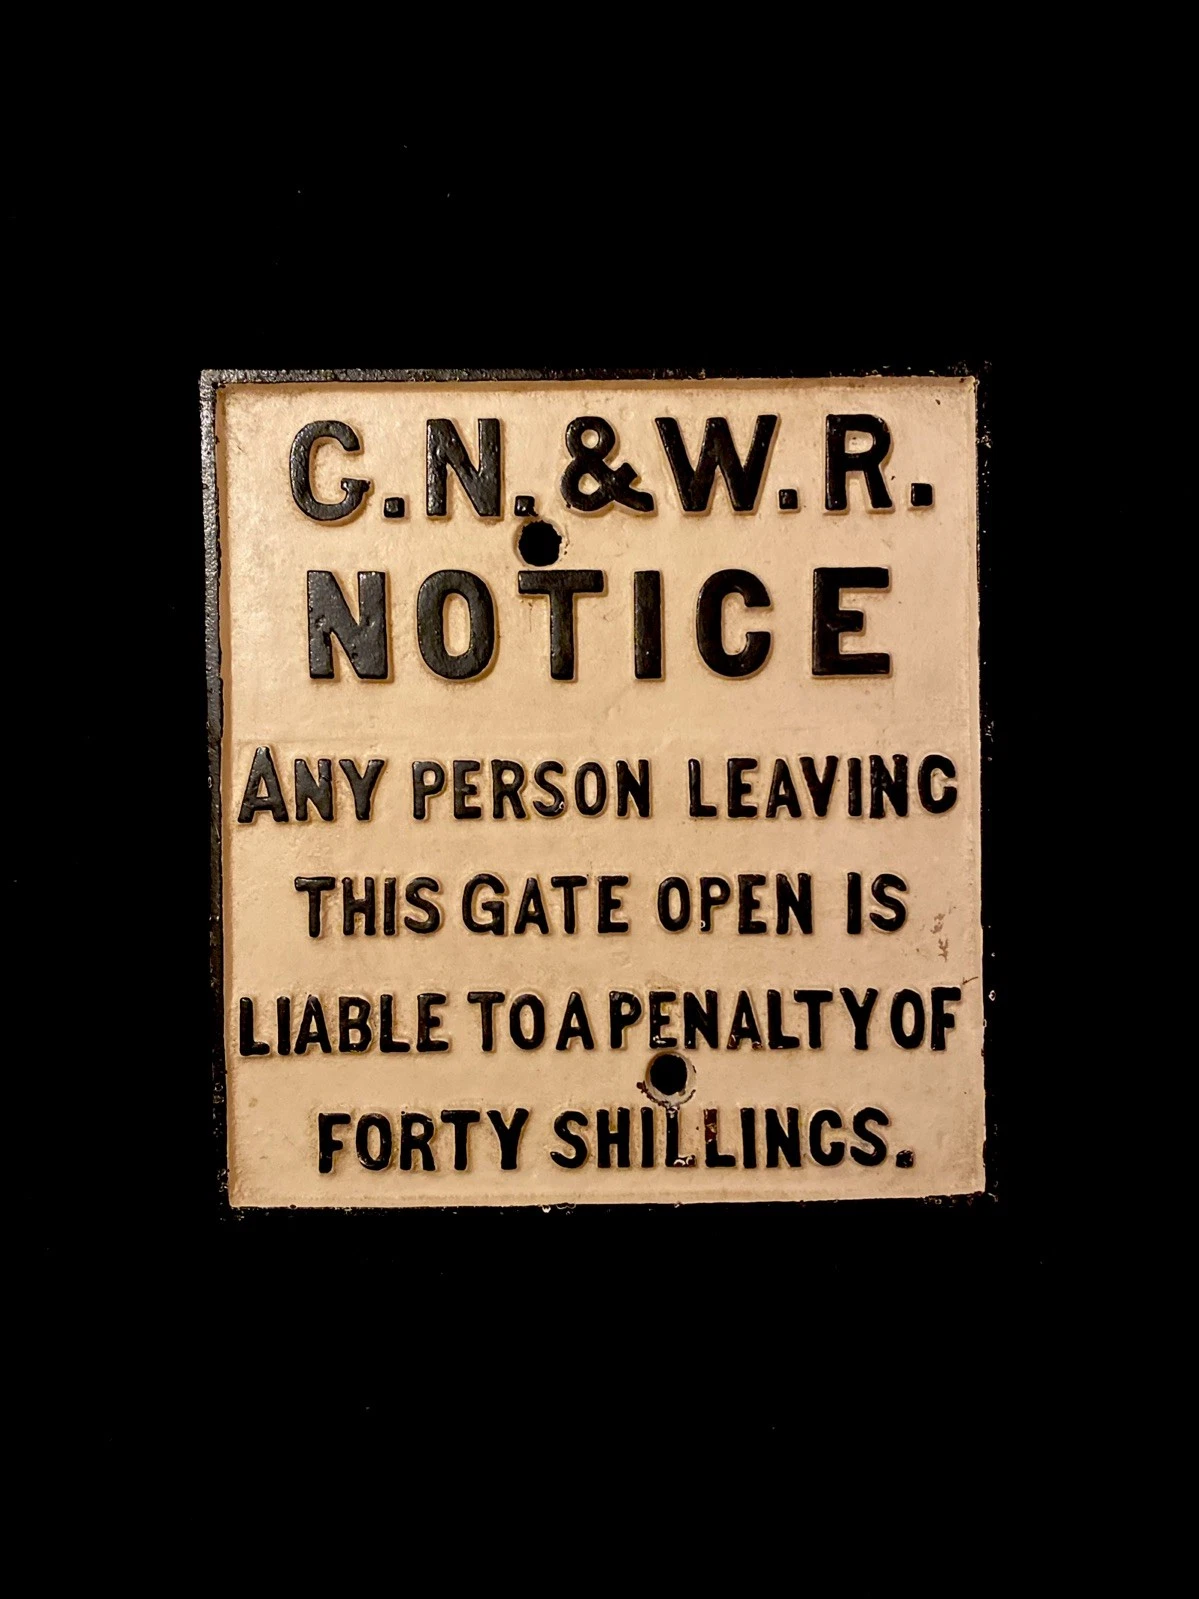 G.N.&W.R.
NOTICE
ANY PERSON LEAVING
THIS GATE OPEN IS
LIABLE TO A PENALTY OF
FORTY SHILLINGS.